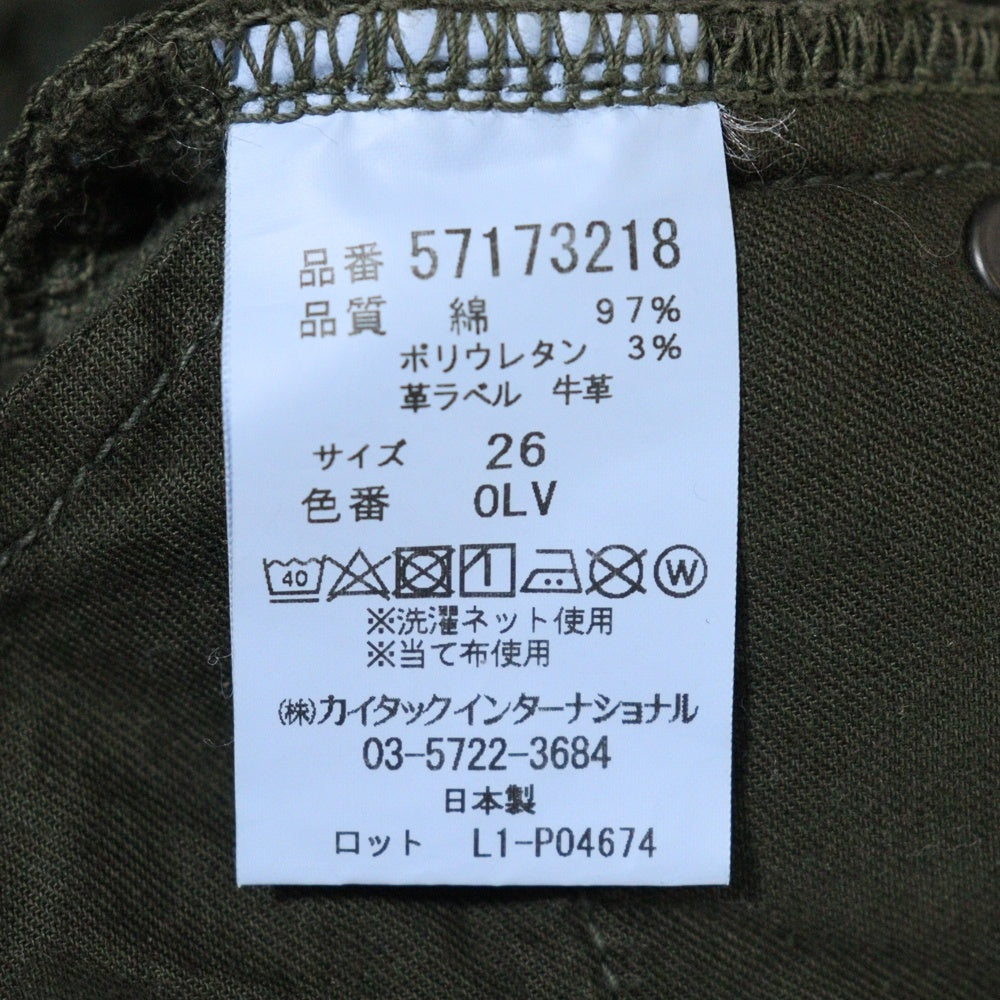 品番 57173218
品質 綿 97%
ポリウレタン 3%
革ラベル 牛革
サイズ 26
色番 OLV
40 W
※洗濯ネット使用
※当て布使用
㈱カイタックインターナショナル
03-5722-3684
日本製
ロット L1-P04674